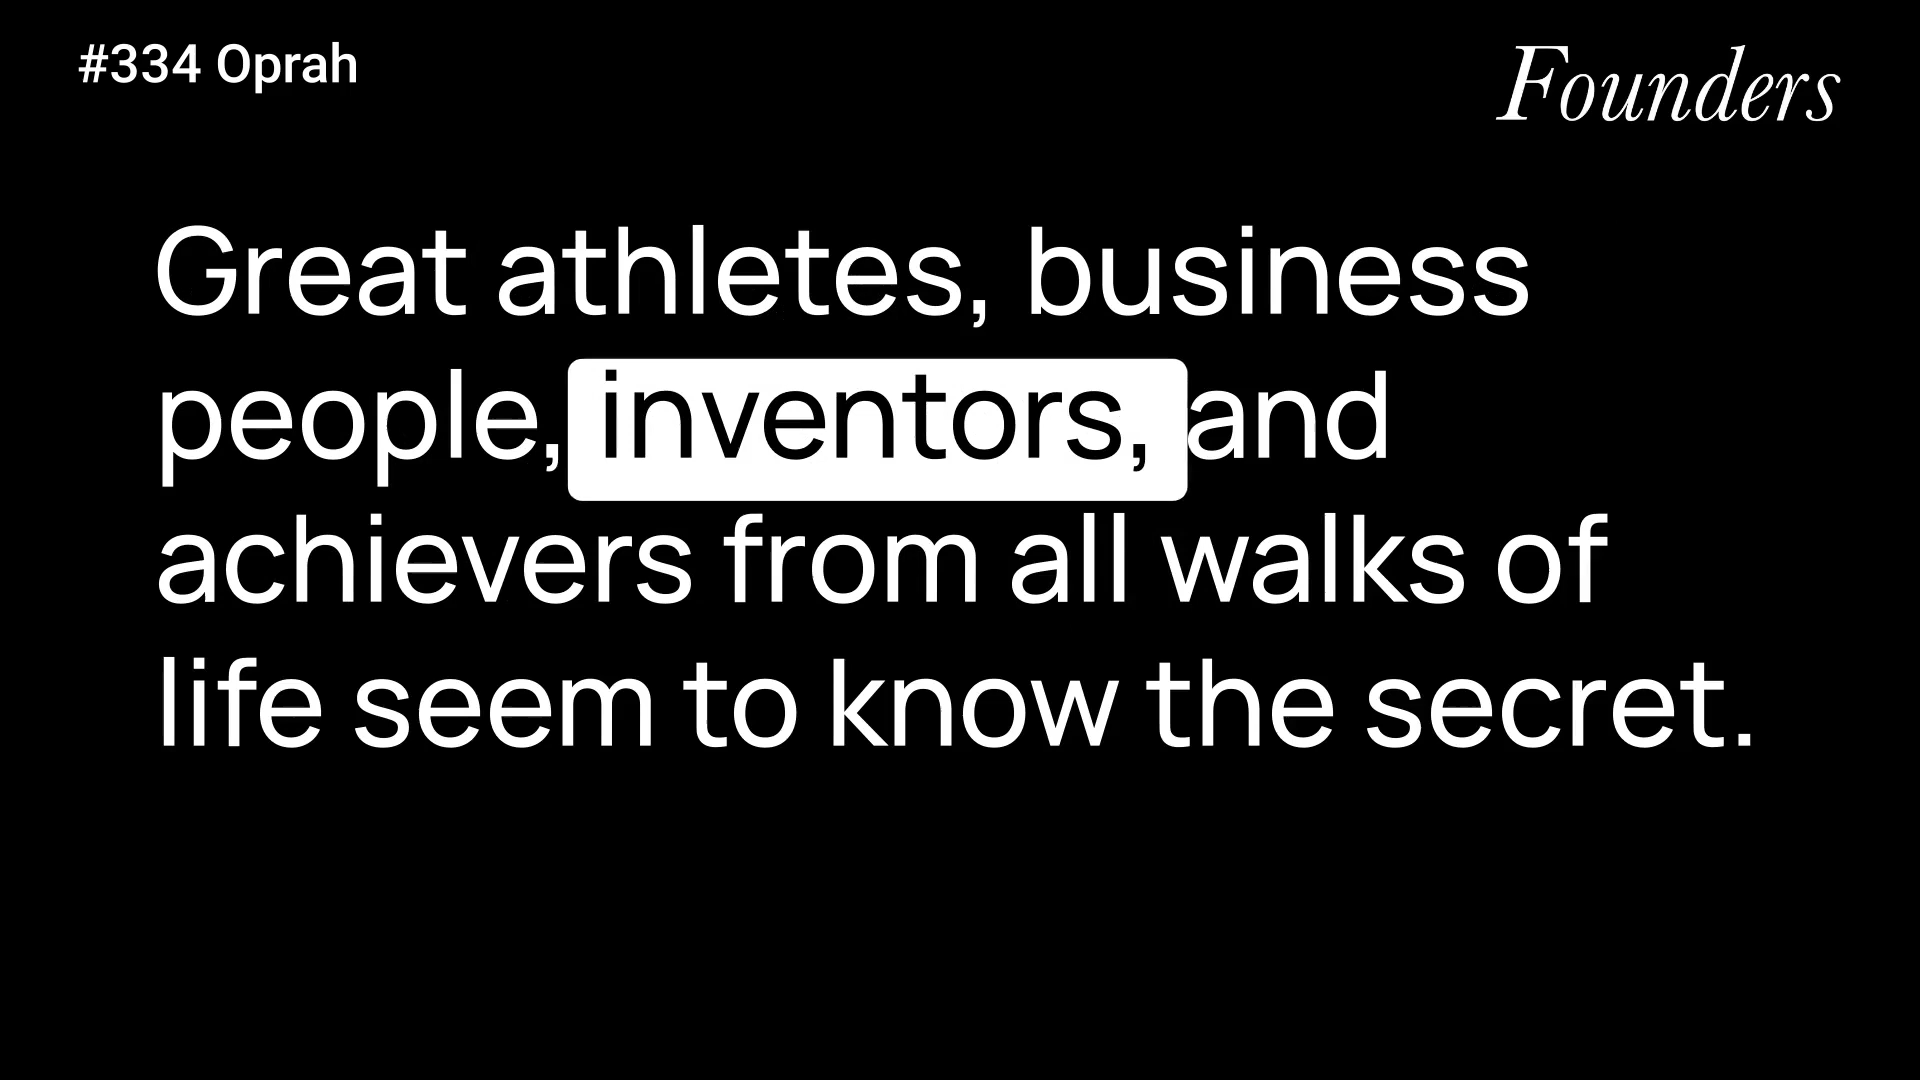 #334 Oprah
Founders
Great athletes, business
people, inventors, and
achievers from all walks of
life seem to know the secret.